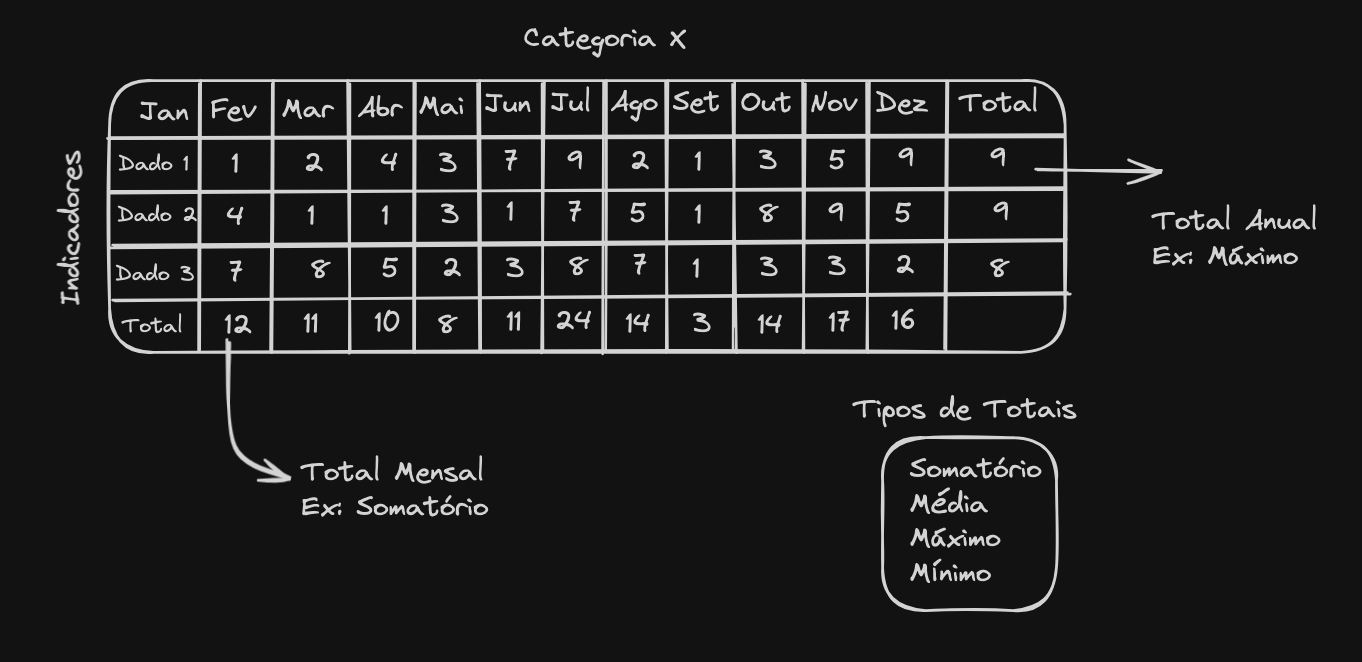 Categoria X
Jan Fev Mar Abr Mai Jun Jul Ago Set Out Nov Dez Total
Indicadores
Dado 1 1 2 4 3 7 9 2 1 3 5 9 9
Dado 2 4 1 1 3 1 7 5 1 8 9 5 9
Dado 3 7 8 5 2 3 8 7 1 3 3 2 8
Total 12 11 10 8 11 24 14 3 14 17 16
Total Anual
Ex: Máximo
Total Mensal
Ex: Somatório
Tipos de Totais
Somatório
Média
Máximo
Mínimo